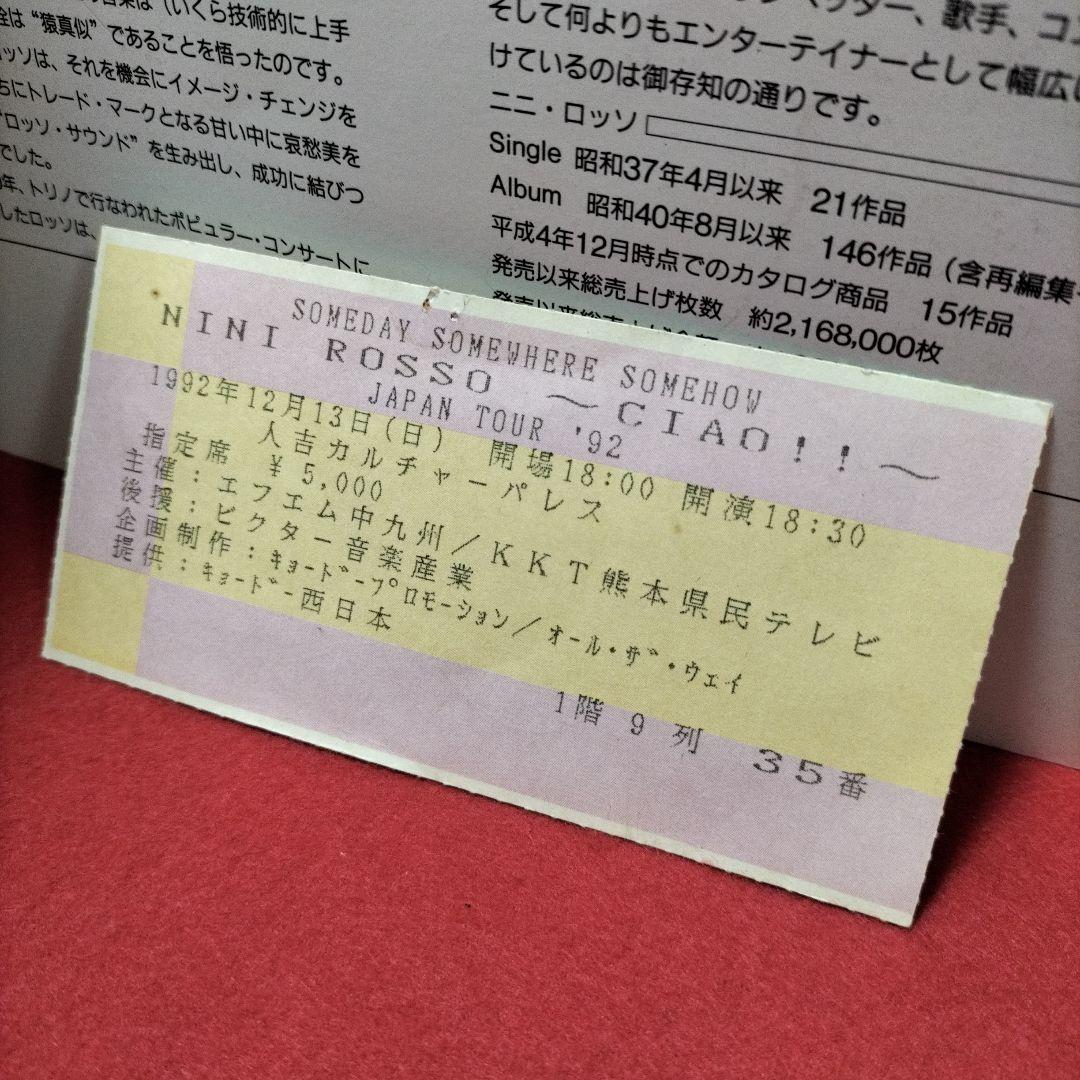 (いくら技術的に上手
は“猿真似”であることを悟ったのです。
ロッソは、それを機会にイメージ・チェンジを
ちにトレード・マークとなる甘い中に哀愁美を
“ロッソ・サウンド”を生み出し、成功に結びつ
でした。
年、トリノで行なわれたポピュラー・コンサートに
したロッソは、
マッター、歌手、コン
そして何よりもエンターテイナーとして幅広い
けているのは御存知の通りです。
ニニ・ロッソ
Single 昭和37年4月以来 21作品
Album 昭和40年8月以来 146作品(含再編集
平成4年12月時点でのカタログ商品 15作品
発売以来総売上げ枚数 約2,168,000枚
SOMEDAY SOMEWHERE SOMEHOW
NINI ROSSO ～CIAO!!～
JAPAN TOUR '92
1992年12月13日(日) 開場18:00 開演18:30
人吉カルチャーパレス
指定席 ￥5,000
主催:エフエム中九州/KKT熊本県民テレビ
後援:ビクター音楽産業
企画制作:ｷｮｰﾄﾞｰﾌﾟﾛﾓｰｼｮﾝ/ｵｰﾙ・ｻﾞ・ｳｪｲ
提供:ｷｮｰﾄﾞｰ西日本
1階 9列 35番